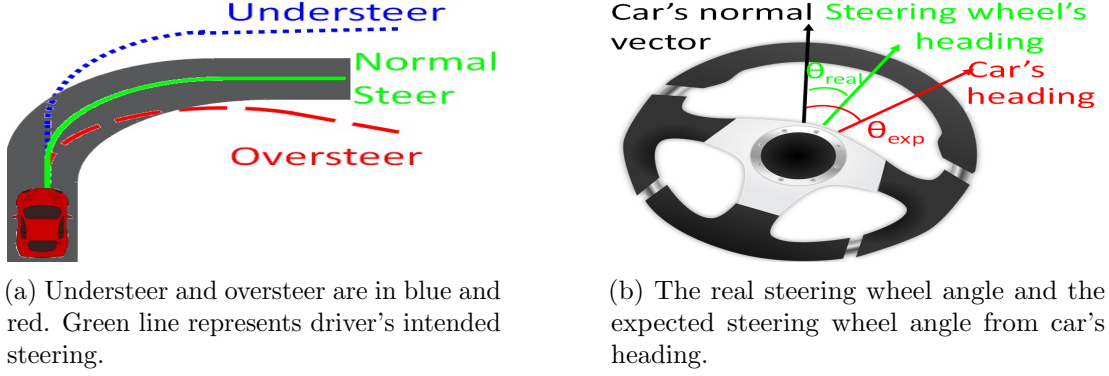 Understeer
Normal
Steer
Oversteer
(a) Understeer and oversteer are in blue and
red. Green line represents driver's intended
steering.
Car's normal
vector
Steering wheel's
heading
θreal
Car's
heading
θexp
(b) The real steering wheel angle and the
expected steering wheel angle from car's
heading.